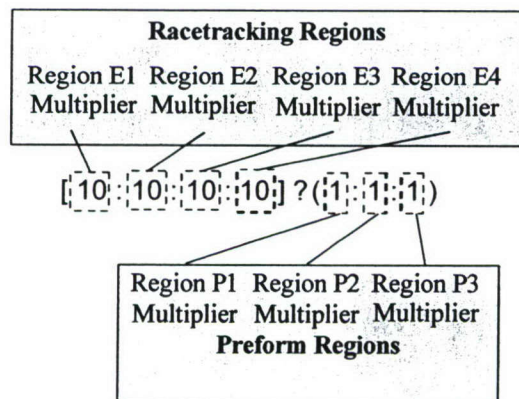 Racetracking Regions
Region E1 Region E2 Region E3 Region E4
Multiplier Multiplier Multiplier Multiplier
[10:10:10:10] ?(1:1:1)
Region P1 Region P2 Region P3
Multiplier Multiplier Multiplier
Preform Regions